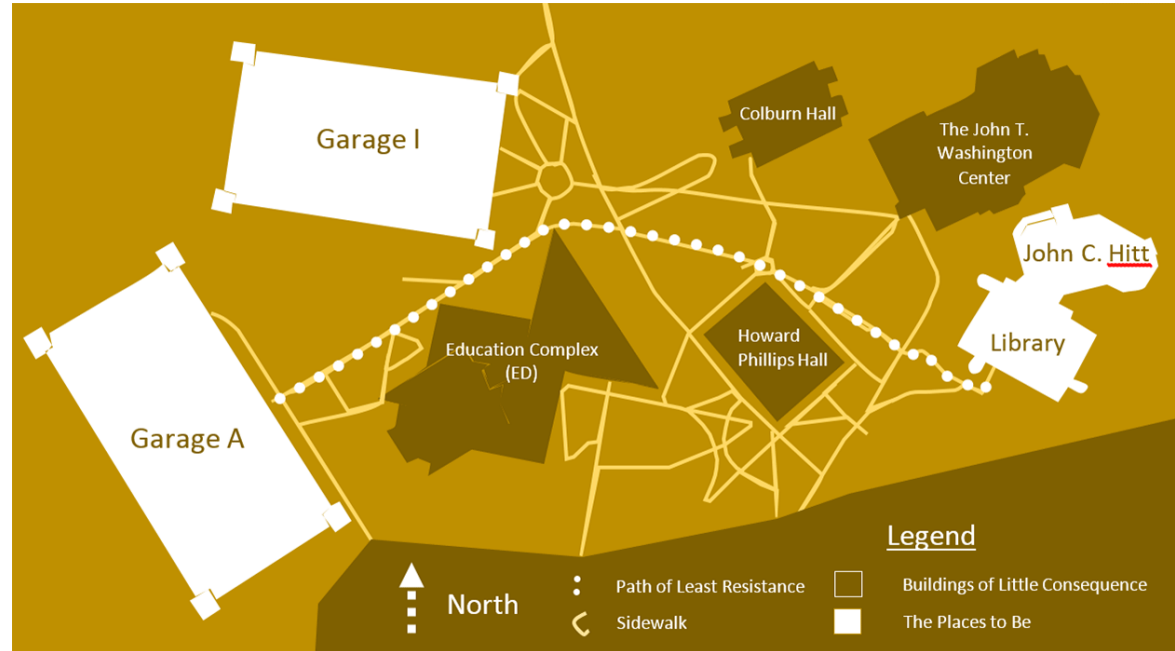 Garage I
Colburn Hall
The John T.
Washington
Center
John C. Hitt
Library
Howard
Phillips Hall
Education Complex
(ED)
Garage A
Legend
North
Path of Least Resistance
Buildings of Little Consequence
Sidewalk
The Places to Be